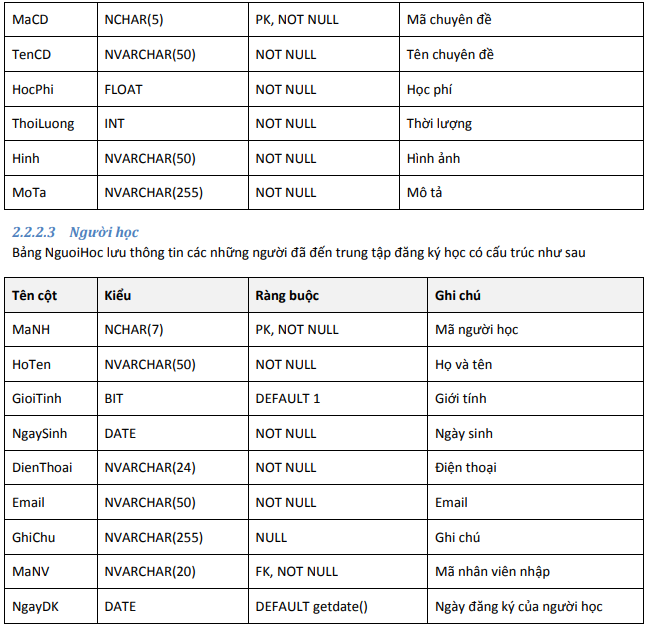 MaCD NCHAR(5) PK, NOT NULL Mã chuyên đề
TenCD NVARCHAR(50) NOT NULL Tên chuyên đề
HocPhi FLOAT NOT NULL Học phí
ThoiLuong INT NOT NULL Thời lượng
Hinh NVARCHAR(50) NOT NULL Hình ảnh
MoTa NVARCHAR(255) NOT NULL Mô tả
2.2.2.3 Người học
Bảng NguoiHoc lưu thông tin các những người đã đến trung tập đăng ký học có cấu trúc như sau
Tên cột Kiểu Ràng buộc Ghi chú
MaNH NCHAR(7) PK, NOT NULL Mã người học
HoTen NVARCHAR(50) NOT NULL Họ và tên
GioiTinh BIT DEFAULT 1 Giới tính
NgaySinh DATE NOT NULL Ngày sinh
DienThoai NVARCHAR(24) NOT NULL Điện thoại
Email NVARCHAR(50) NOT NULL Email
GhiChu NVARCHAR(255) NULL Ghi chú
MaNV NVARCHAR(20) FK, NOT NULL Mã nhân viên nhập
NgayDK DATE DEFAULT getdate() Ngày đăng ký của người học